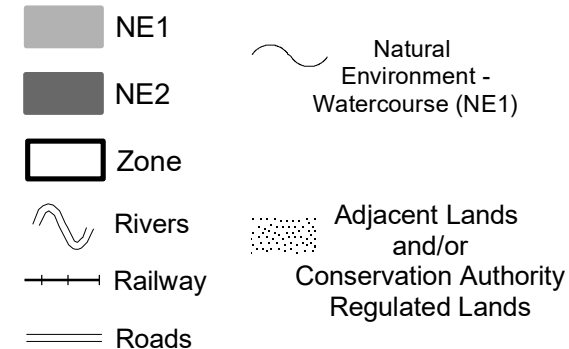 NE1
NE2
Zone
Rivers
Railway
Roads
Natural
Environment -
Watercourse (NE1)
Adjacent Lands
and/or
Conservation Authority
Regulated Lands